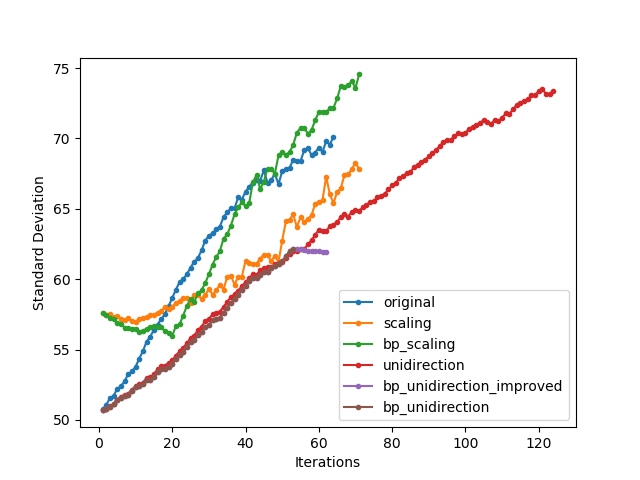 75
70
65
60
55
50
Standard Deviation
0
20
40
60
80
100
120
Iterations
original
scaling
bp_scaling
unidirection
bp_unidirection_improved
bp_unidirection